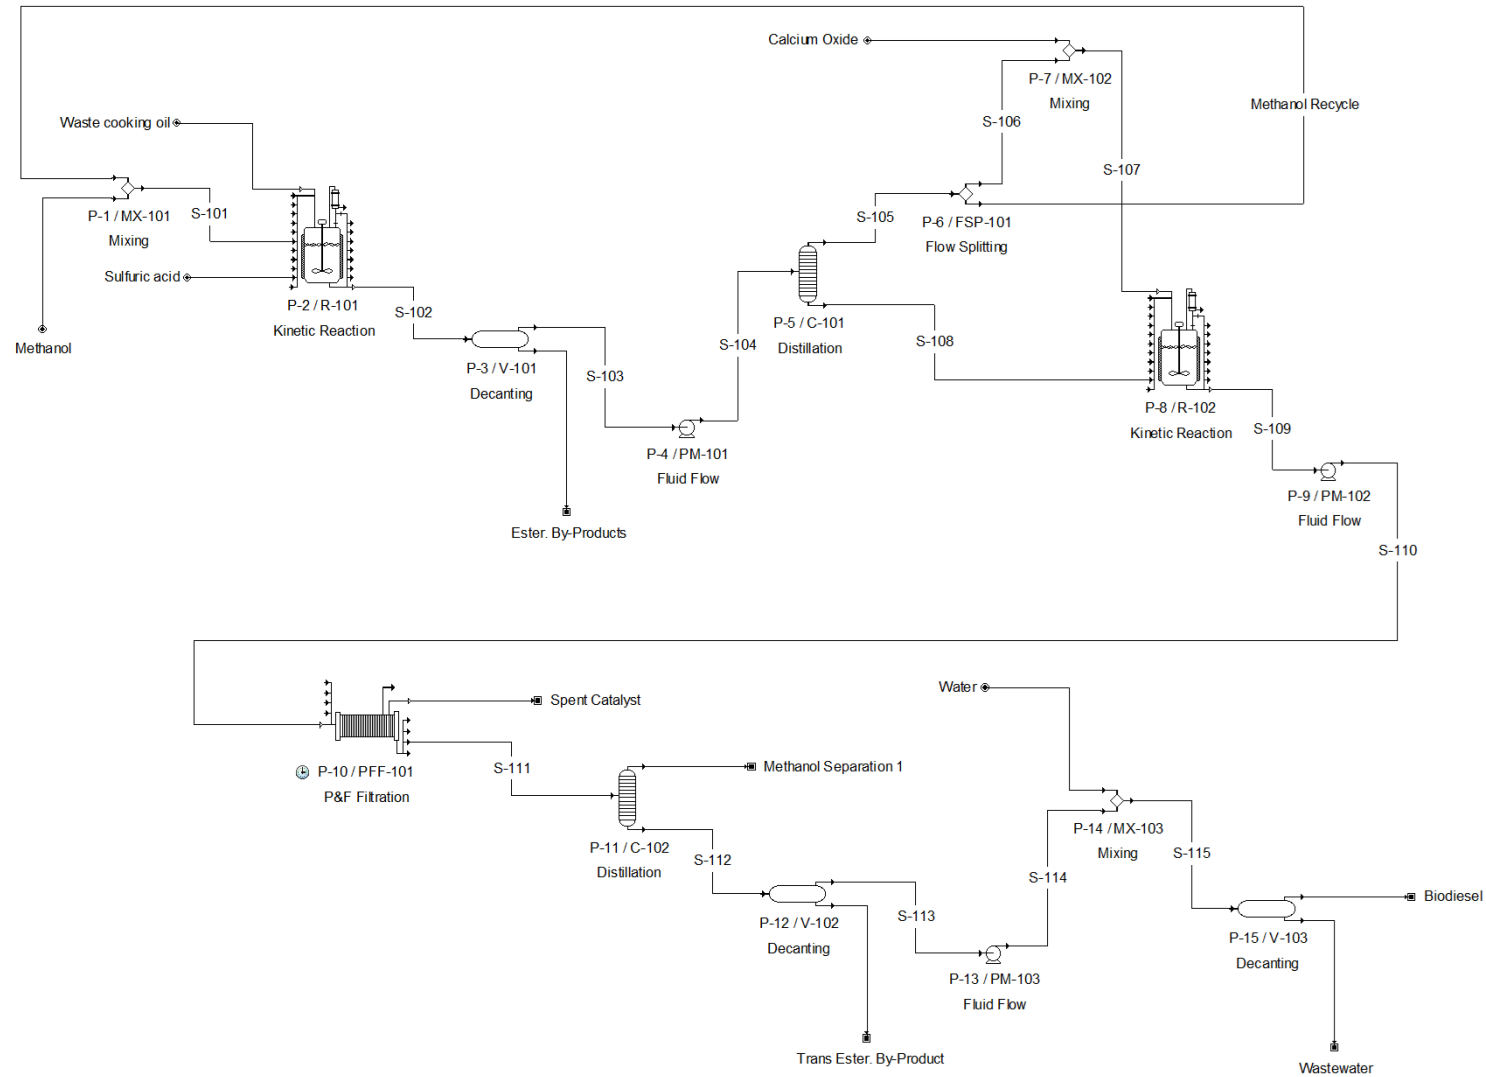 Calcium Oxide
P-7 / MX-102
Mixing
Methanol Recycle
Waste cooking oil
S-106
S-107
P-1 / MX-101
Mixing
S-101
S-105
P-6 / FSP-101
Flow Splitting
Sulfuric acid
P-2 / R-101
Kinetic Reaction
S-102
Methanol
P-5 / C-101
Distillation
S-104
S-108
P-3 / V-101
Decanting
S-103
P-8 / R-102
Kinetic Reaction
S-109
P-4 / PM-101
Fluid Flow
P-9 / PM-102
Fluid Flow
Ester. By-Products
S-110
Water
Spent Catalyst
P-10 / PFF-101
P&F Filtration
S-111
Methanol Separation 1
P-14 / MX-103
Mixing
P-11 / C-102
Distillation
S-112
S-115
S-114
Biodiesel
P-12 / V-102
Decanting
S-113
P-15 / V-103
Decanting
P-13 / PM-103
Fluid Flow
Trans Ester. By-Product
Wastewater